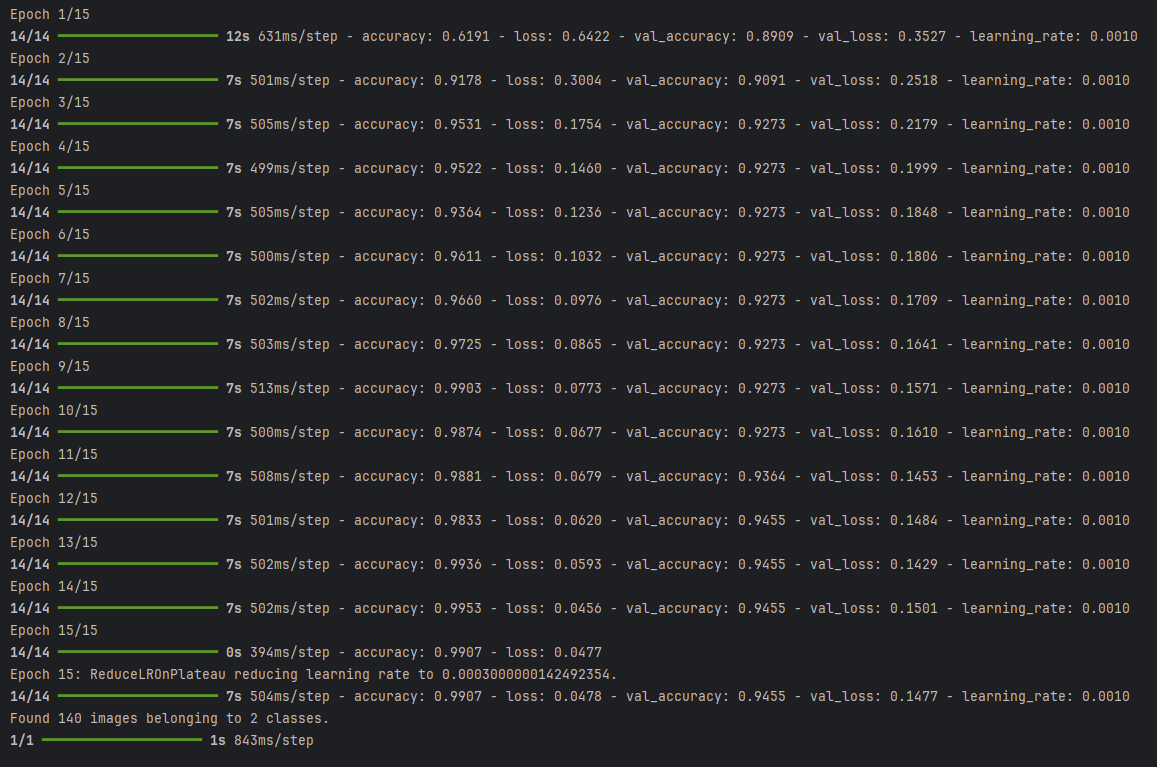 Epoch 1/15
14/14 ━━━━━━━━━━━━━━━━━━━━ 12s 631ms/step - accuracy: 0.6191 - loss: 0.6422 - val_accuracy: 0.8909 - val_loss: 0.3527 - learning_rate: 0.0010
Epoch 2/15
14/14 ━━━━━━━━━━━━━━━━━━━━ 7s 501ms/step - accuracy: 0.9178 - loss: 0.3004 - val_accuracy: 0.9091 - val_loss: 0.2518 - learning_rate: 0.0010
Epoch 3/15
14/14 ━━━━━━━━━━━━━━━━━━━━ 7s 505ms/step - accuracy: 0.9531 - loss: 0.1754 - val_accuracy: 0.9273 - val_loss: 0.2179 - learning_rate: 0.0010
Epoch 4/15
14/14 ━━━━━━━━━━━━━━━━━━━━ 7s 499ms/step - accuracy: 0.9522 - loss: 0.1460 - val_accuracy: 0.9273 - val_loss: 0.1999 - learning_rate: 0.0010
Epoch 5/15
14/14 ━━━━━━━━━━━━━━━━━━━━ 7s 505ms/step - accuracy: 0.9364 - loss: 0.1236 - val_accuracy: 0.9273 - val_loss: 0.1848 - learning_rate: 0.0010
Epoch 6/15
14/14 ━━━━━━━━━━━━━━━━━━━━ 7s 500ms/step - accuracy: 0.9611 - loss: 0.1032 - val_accuracy: 0.9273 - val_loss: 0.1806 - learning_rate: 0.0010
Epoch 7/15
14/14 ━━━━━━━━━━━━━━━━━━━━ 7s 502ms/step - accuracy: 0.9660 - loss: 0.0976 - val_accuracy: 0.9273 - val_loss: 0.1709 - learning_rate: 0.0010
Epoch 8/15
14/14 ━━━━━━━━━━━━━━━━━━━━ 7s 503ms/step - accuracy: 0.9725 - loss: 0.0865 - val_accuracy: 0.9273 - val_loss: 0.1641 - learning_rate: 0.0010
Epoch 9/15
14/14 ━━━━━━━━━━━━━━━━━━━━ 7s 513ms/step - accuracy: 0.9903 - loss: 0.0773 - val_accuracy: 0.9273 - val_loss: 0.1571 - learning_rate: 0.0010
Epoch 10/15
14/14 ━━━━━━━━━━━━━━━━━━━━ 7s 500ms/step - accuracy: 0.9874 - loss: 0.0677 - val_accuracy: 0.9273 - val_loss: 0.1610 - learning_rate: 0.0010
Epoch 11/15
14/14 ━━━━━━━━━━━━━━━━━━━━ 7s 508ms/step - accuracy: 0.9881 - loss: 0.0679 - val_accuracy: 0.9364 - val_loss: 0.1453 - learning_rate: 0.0010
Epoch 12/15
14/14 ━━━━━━━━━━━━━━━━━━━━ 7s 501ms/step - accuracy: 0.9833 - loss: 0.0620 - val_accuracy: 0.9455 - val_loss: 0.1484 - learning_rate: 0.0010
Epoch 13/15
14/14 ━━━━━━━━━━━━━━━━━━━━ 7s 502ms/step - accuracy: 0.9936 - loss: 0.0593 - val_accuracy: 0.9455 - val_loss: 0.1429 - learning_rate: 0.0010
Epoch 14/15
14/14 ━━━━━━━━━━━━━━━━━━━━ 7s 502ms/step - accuracy: 0.9953 - loss: 0.0456 - val_accuracy: 0.9455 - val_loss: 0.1501 - learning_rate: 0.0010
Epoch 15/15
14/14 ━━━━━━━━━━━━━━━━━━━━ 0s 394ms/step - accuracy: 0.9907 - loss: 0.0477
Epoch 15: ReduceLROnPlateau reducing learning rate to 0.0003000000142492354.
14/14 ━━━━━━━━━━━━━━━━━━━━ 7s 504ms/step - accuracy: 0.9907 - loss: 0.0478 - val_accuracy: 0.9455 - val_loss: 0.1477 - learning_rate: 0.0010
Found 140 images belonging to 2 classes.
1/1 ━━━━━━━━━━━━━━━━━━━━ 1s 843ms/step